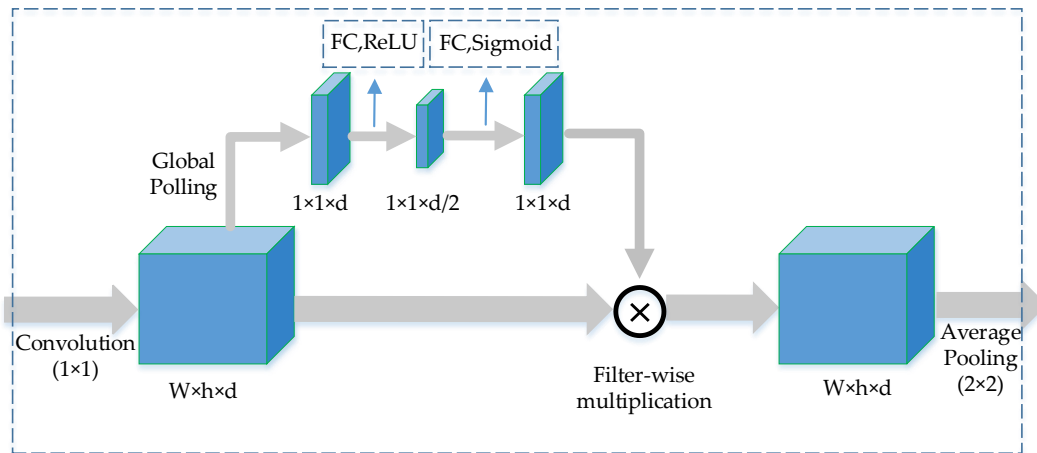 FC,ReLU
FC,Sigmoid
Global
Polling
1×1×d
1×1×d/2
1×1×d
Convolution
(1×1)
W×h×d
Filter-wise
multiplication
W×h×d
Average
Pooling
(2×2)